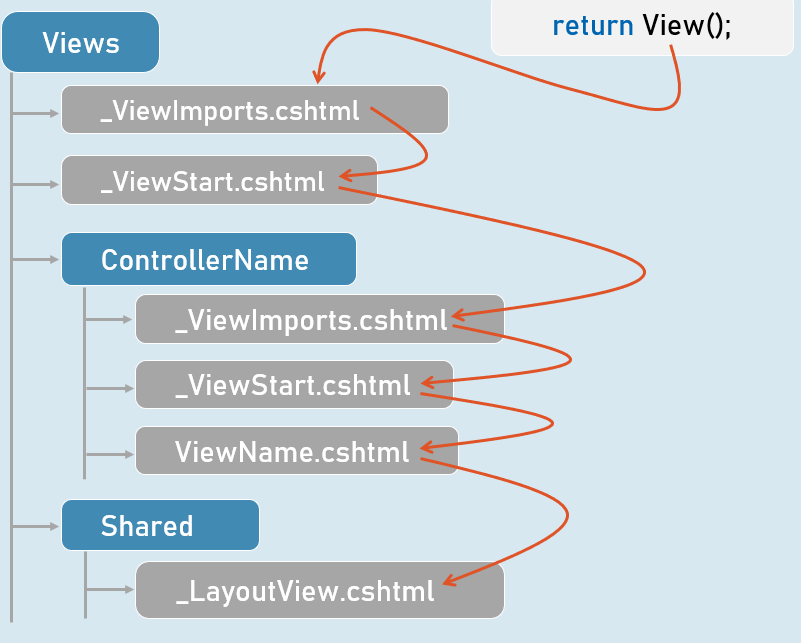 return View();
Views
_ViewImports.cshtml
_ViewStart.cshtml
ControllerName
_ViewImports.cshtml
_ViewStart.cshtml
ViewName.cshtml
Shared
_LayoutView.cshtml